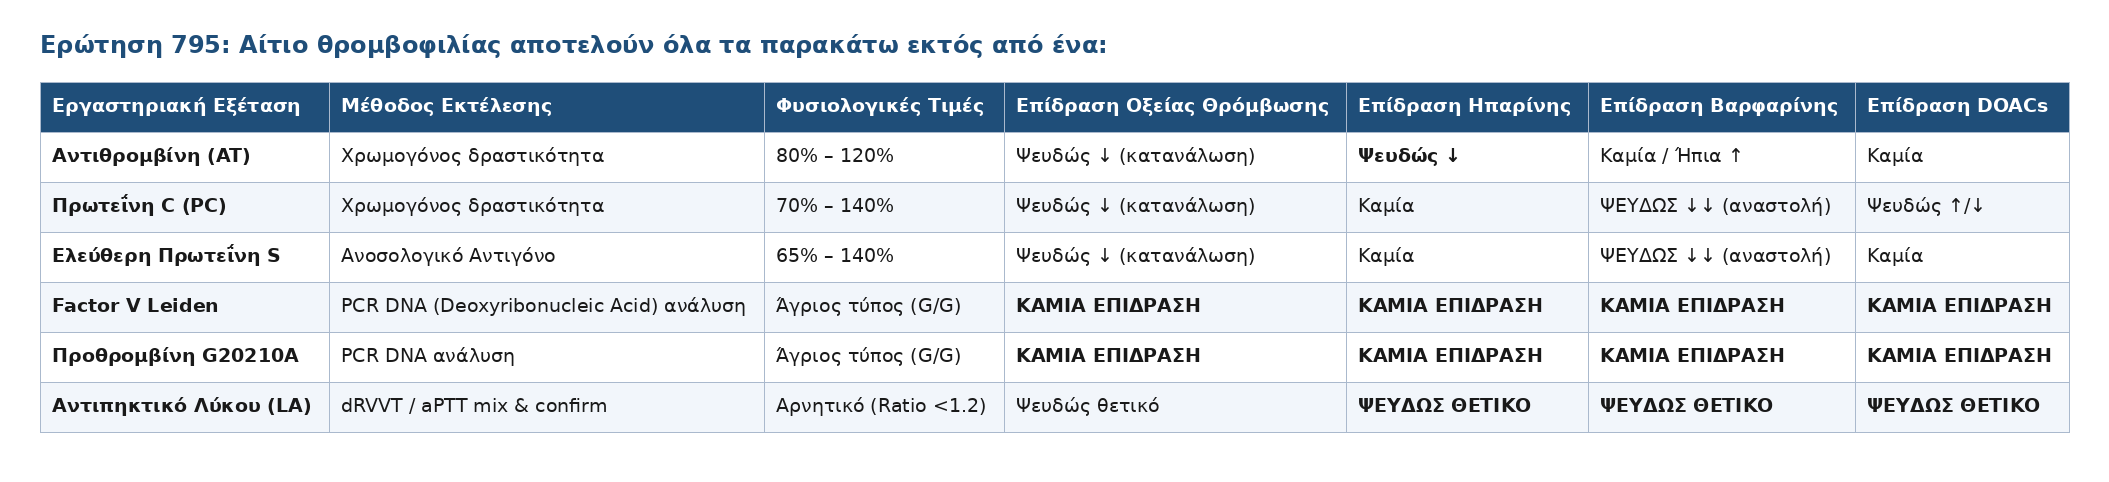 Ερώτηση 795: Αίτιο θρομβοφιλίας αποτελούν όλα τα παρακάτω εκτός από ένα:
Εργαστηριακή Εξέταση Μέθοδος Εκτέλεσης Φυσιολογικές Τιμές Επίδραση Οξείας Θρόμβωσης Επίδραση Ηπαρίνης Επίδραση Βαρφαρίνης Επίδραση DOACs
Αντιθρομβίνη (AT) Χρωμογόνος δραστικότητα 80% – 120% Ψευδώς ↓ (κατανάλωση) Ψευδώς ↓ Καμία / Ήπια ↑ Καμία
Πρωτεΐνη C (PC) Χρωμογόνος δραστικότητα 70% – 140% Ψευδώς ↓ (κατανάλωση) Καμία ΨΕΥΔΩΣ ↓↓ (αναστολή) Ψευδώς ↑/↓
Ελεύθερη Πρωτεΐνη S Ανοσολογικό Αντιγόνο 65% – 140% Ψευδώς ↓ (κατανάλωση) Καμία ΨΕΥΔΩΣ ↓↓ (αναστολή) Καμία
Factor V Leiden PCR DNA (Deoxyribonucleic Acid) ανάλυση Άγριος τύπος (G/G) ΚΑΜΙΑ ΕΠΙΔΡΑΣΗ ΚΑΜΙΑ ΕΠΙΔΡΑΣΗ ΚΑΜΙΑ ΕΠΙΔΡΑΣΗ ΚΑΜΙΑ ΕΠΙΔΡΑΣΗ
Προθρομβίνη G20210A PCR DNA ανάλυση Άγριος τύπος (G/G) ΚΑΜΙΑ ΕΠΙΔΡΑΣΗ ΚΑΜΙΑ ΕΠΙΔΡΑΣΗ ΚΑΜΙΑ ΕΠΙΔΡΑΣΗ ΚΑΜΙΑ ΕΠΙΔΡΑΣΗ
Αντιπηκτικό Λύκου (LA) dRVVT / aPTT mix & confirm Αρνητικό (Ratio <1.2) Ψευδώς θετικό ΨΕΥΔΩΣ ΘΕΤΙΚΟ ΨΕΥΔΩΣ ΘΕΤΙΚΟ ΨΕΥΔΩΣ ΘΕΤΙΚΟ